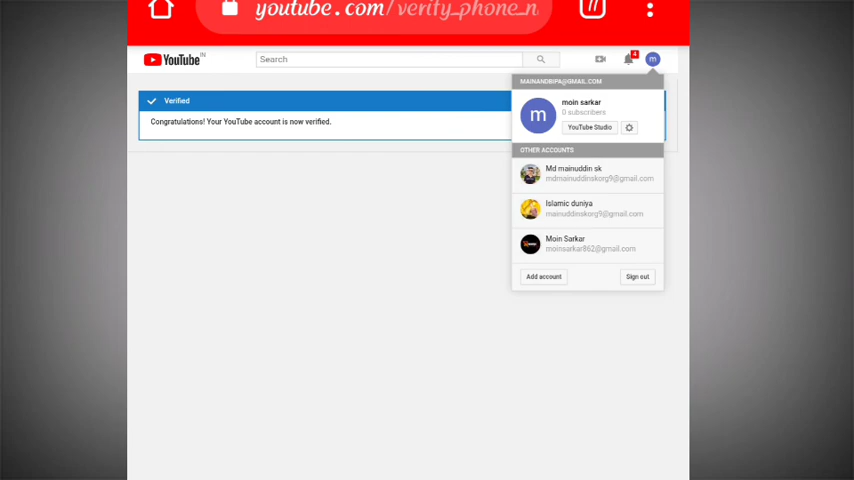 youtube.com/verify_phone_n
11
YouTube IN
Search
4
m
MAINANDBIPA@GMAIL.COM
Verified
moin sarkar
0 subscribers
m
Congratulations! Your YouTube account is now verified.
YouTube Studio
OTHER ACCOUNTS
Md mainuddin sk
mdmainuddinskorg9@gmail.com
Islamic duniya
mainuddinskorg9@gmail.com
Moin Sarkar
moinsarkar862@gmail.com
Add account
Sign out